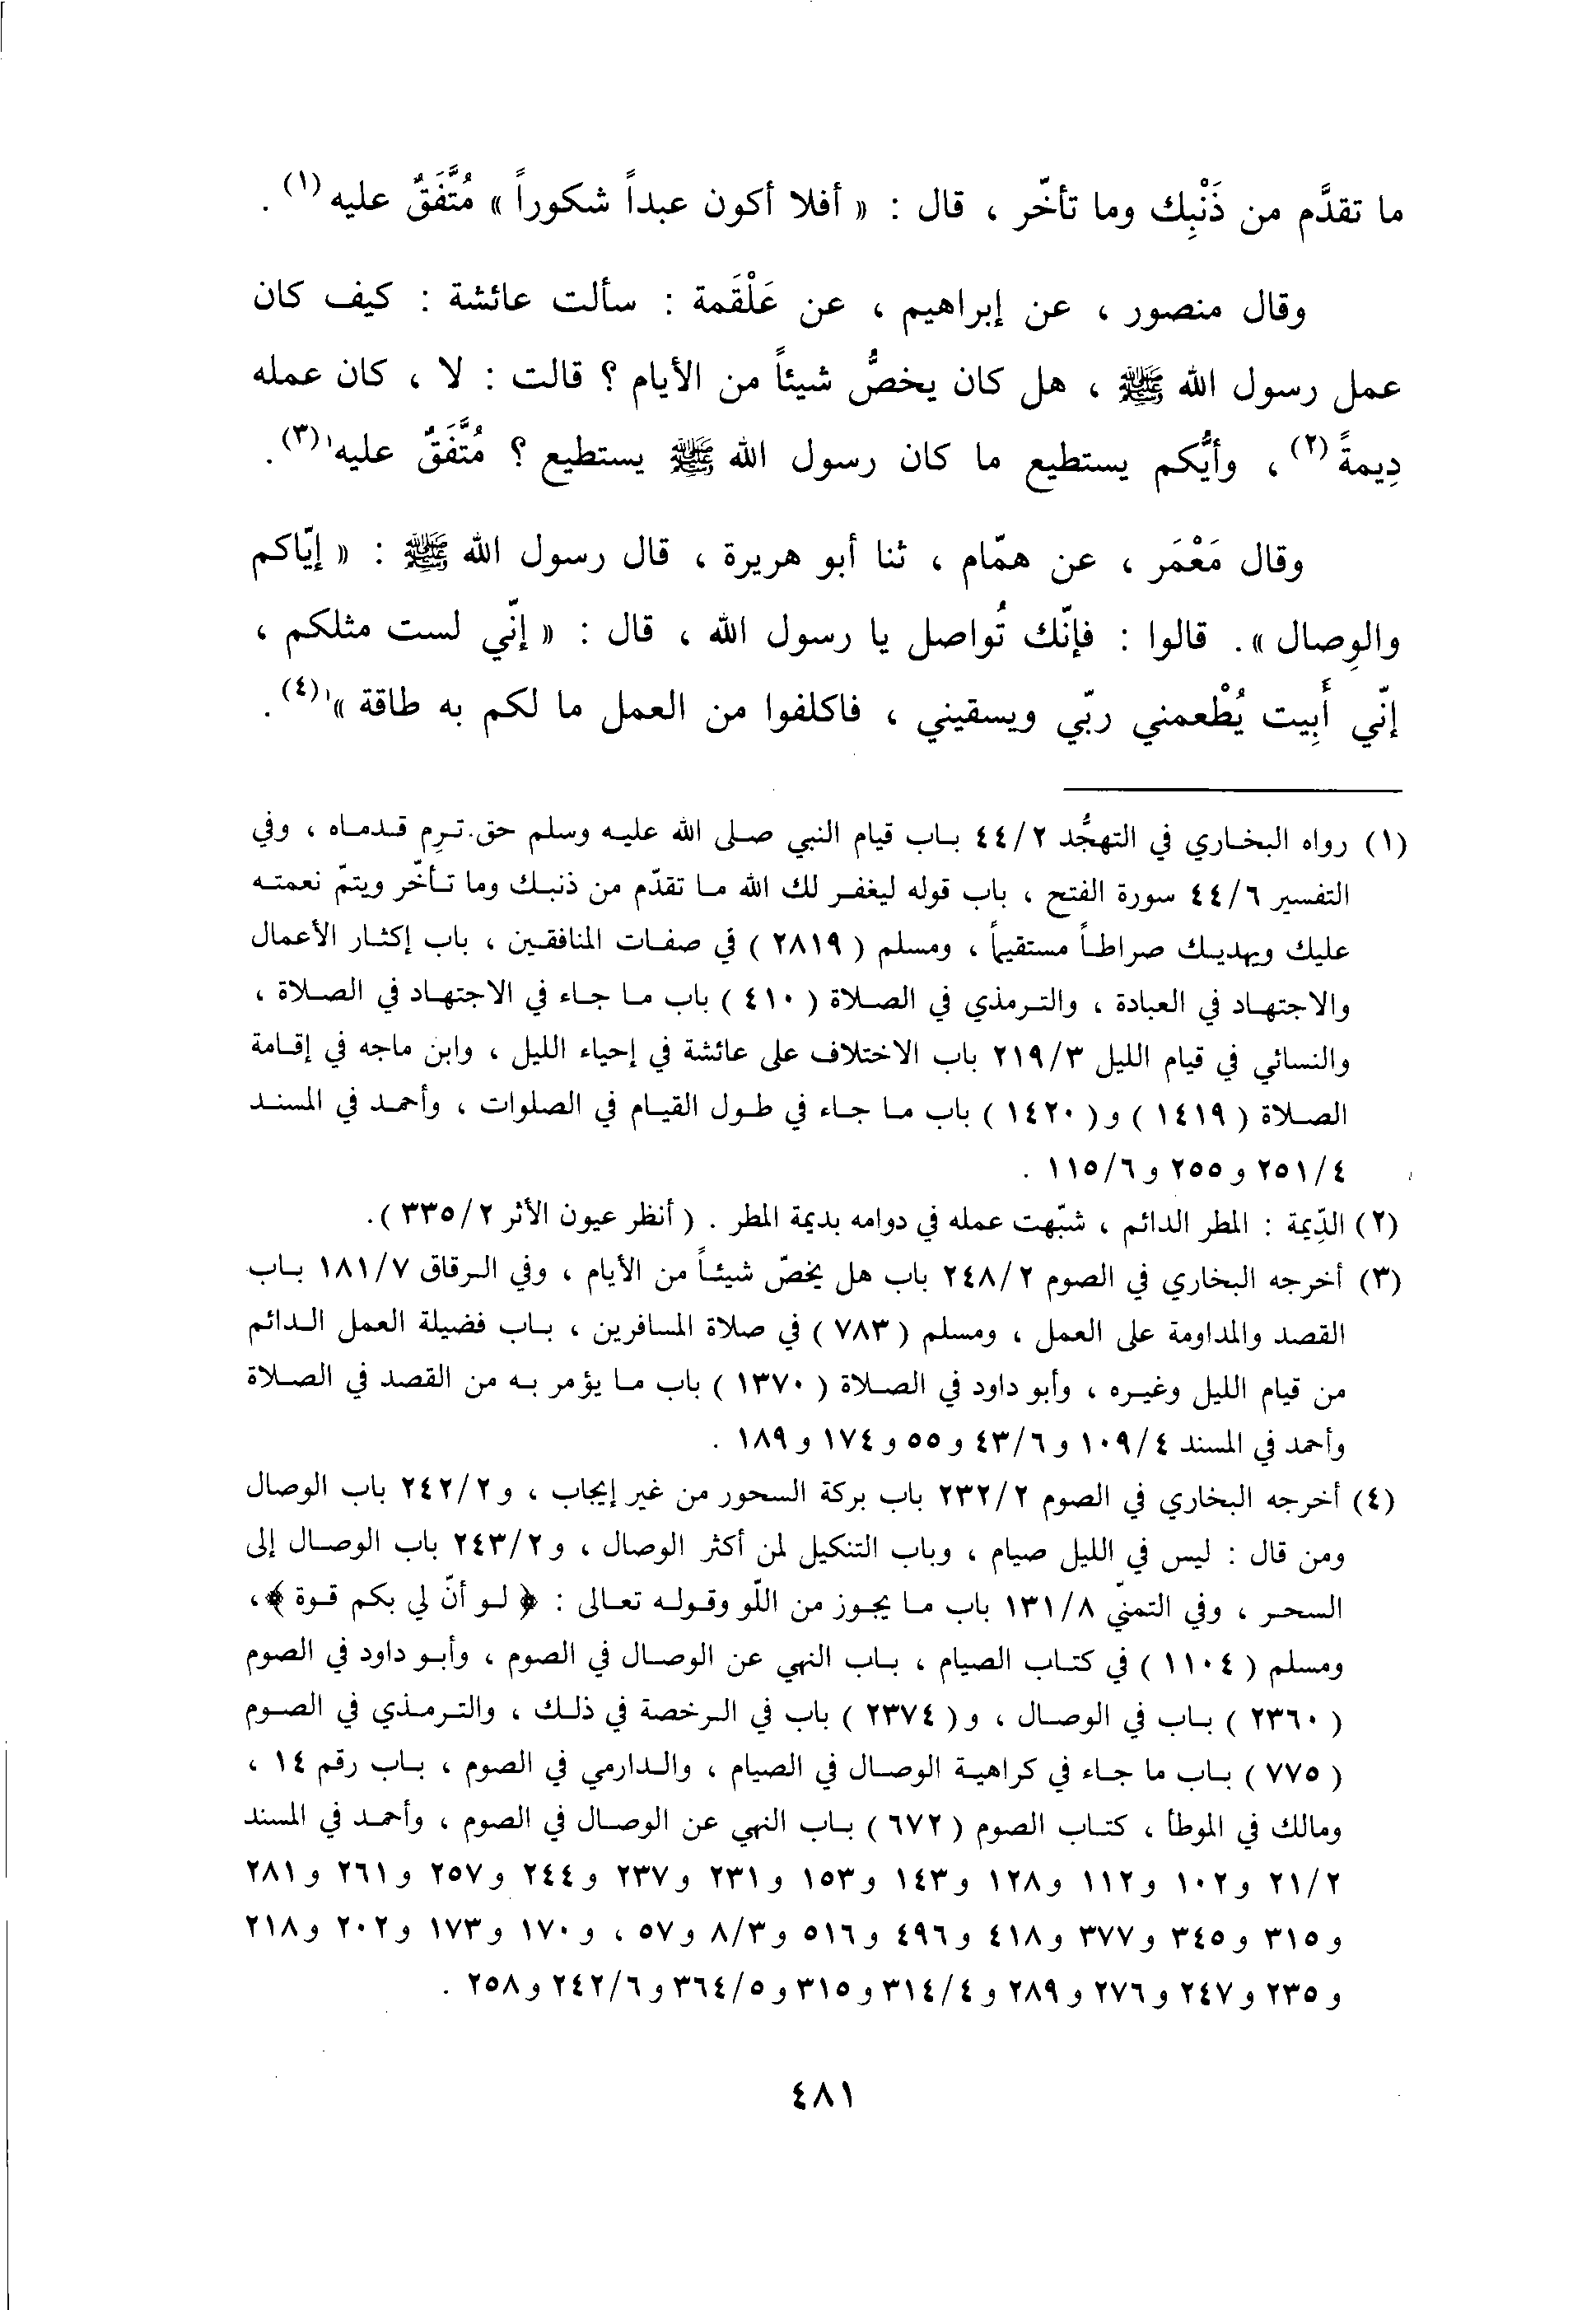 ما تقدَّم من ذَنْبِك وما تأخّر ، قال : « أفلا أكون عبداً شكوراً » مُتَّفَقٌ عليه(١) .
وقال منصور ، عن إبراهيم ، عن عَلْقَمة : سألت عائشة : كيف كان
عمل رسول الله ﷺ ، هل كان يخصُّ شيئاً من الأيام ؟ قالت : لا ، كان عمله
دِيمةً(٢) ، وأيُّكم يستطيع ما كان رسول الله ﷺ يستطيع ؟ مُتَّفَقٌ عليه(٣) .
وقال مَعْمَر ، عن همّام ، ثنا أبو هريرة ، قال رسول الله ﷺ : « إيّاكم
والوِصال » . قالوا : فإنّك تُواصل يا رسول الله ، قال : « إنّي لست مثلكم ،
إنّي أَبِيت يُطْعمني ربّي ويسقيني ، فاكلفوا من العمل ما لكم به طاقة »(٤) .
(١) رواه البخاري في التهجُّد ٤٤/٢ باب قيام النبي صلى الله عليه وسلم حق ترِم قدماه ، وفي
التفسير ٤٤/٦ سورة الفتح ، باب قوله ليغفر لك الله ما تقدّم من ذنبك وما تأخّر ويتمّ نعمته
عليك ويهديك صراطاً مستقيماً ، ومسلم ( ٢٨١٩ ) في صفات المنافقين ، باب إكثار الأعمال
والاجتهاد في العبادة ، والترمذي في الصلاة ( ٤١٠ ) باب ما جاء في الاجتهاد في الصلاة ،
والنسائي في قيام الليل ٢١٩/٣ باب الاختلاف على عائشة في إحياء الليل ، وابن ماجه في إقامة
الصلاة ( ١٤١٩ ) و( ١٤٢٠ ) باب ما جاء في طول القيام في الصلوات ، وأحمد في المسند
٢٥١/٤ و ٢٥٥ و ١١٥/٦ .
(٢) الدِّيمة : المطر الدائم ، شبّهت عمله في دوامه بديمة المطر . ( أنظر عيون الأثر ٣٣٥/٢ ) .
(٣) أخرجه البخاري في الصوم ٢٤٨/٢ باب هل يخصّ شيئاً من الأيام ، وفي الرقاق ١٨١/٧ باب
القصد والمداومة على العمل ، ومسلم ( ٧٨٣ ) في صلاة المسافرين ، باب فضيلة العمل الدائم
من قيام الليل وغيره ، وأبو داود في الصلاة ( ١٣٧٠ ) باب ما يؤمر به من القصد في الصلاة
وأحمد في المسند ١٠٩/٤ و ٤٣/٦ و ٥٥ و ١٧٤ و ١٨٩ .
(٤) أخرجه البخاري في الصوم ٢٣٢/٢ باب بركة السحور من غير إيجاب ، و ٢٤٢/٢ باب الوصال
ومن قال : ليس في الليل صيام ، وباب التنكيل لمن أكثر الوصال ، و ٢٤٣/٢ باب الوصال إلى
السحر ، وفي التمنّي ١٣١/٨ باب ما يجوز من اللّو وقوله تعالى : ﴿ لو أنّ لي بكم قوة ﴾ ،
ومسلم ( ١١٠٤ ) في كتاب الصيام ، باب النهي عن الوصال في الصوم ، وأبو داود في الصوم
( ٢٣٦٠ ) باب في الوصال ، و( ٢٣٧٤ ) باب في الرخصة في ذلك ، والترمذي في الصوم
( ٧٧٥ ) باب ما جاء في كراهية الوصال في الصيام ، والدارمي في الصوم ، باب رقم ١٤ ،
ومالك في الموطأ ، كتاب الصوم ( ٦٧٢ ) باب النهي عن الوصال في الصوم ، وأحمد في المسند
٢١/٢ و ١٠٢ و ١١٢ و ١٢٨ و ١٤٣ و ١٥٣ و ٢٣١ و ٢٣٧ و ٢٤٤ و ٢٥٧ و ٢٦١ و ٢٨١
و ٣١٥ و ٣٤٥ و ٣٧٧ و ٤١٨ و ٤٩٦ و ٥١٦ و ٨/٣ و ٥٧ ، و ١٧٠ و ١٧٣ و ٢٠٢ و ٢١٨
و ٢٣٥ و ٢٤٧ و ٢٧٦ و ٢٨٩ و ٣١٤/٤ و ٣١٥ و ٣٦٤/٥ و ٢٤٢/٦ و ٢٥٨ .
٤٨١